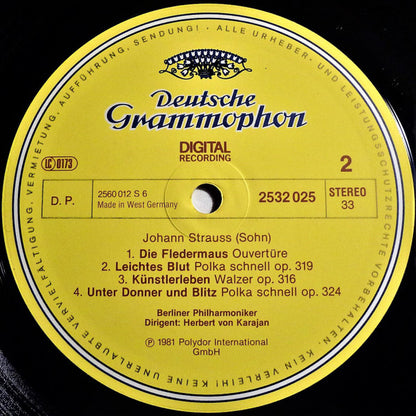 ALLE URHEBER- UND LEISTUNGSSCHUTZRECHTE VORBEHALTEN. KEIN VERLEIH! KEINE UNERLAUBTE VERVIELFÄLTIGUNG, VERMIETUNG, AUFFÜHRUNG, SENDUNG!
Deutsche
Grammophon
DIGITAL
RECORDING
LC 0173
2
D. P.
2560 012 S 6
Made in West Germany
2532 025
STEREO
33
Johann Strauss (Sohn)
1. Die Fledermaus Ouvertüre
2. Leichtes Blut Polka schnell op. 319
3. Künstlerleben Walzer op. 316
4. Unter Donner und Blitz Polka schnell op. 324
Berliner Philharmoniker
Dirigent: Herbert von Karajan
℗ 1981 Polydor International
GmbH